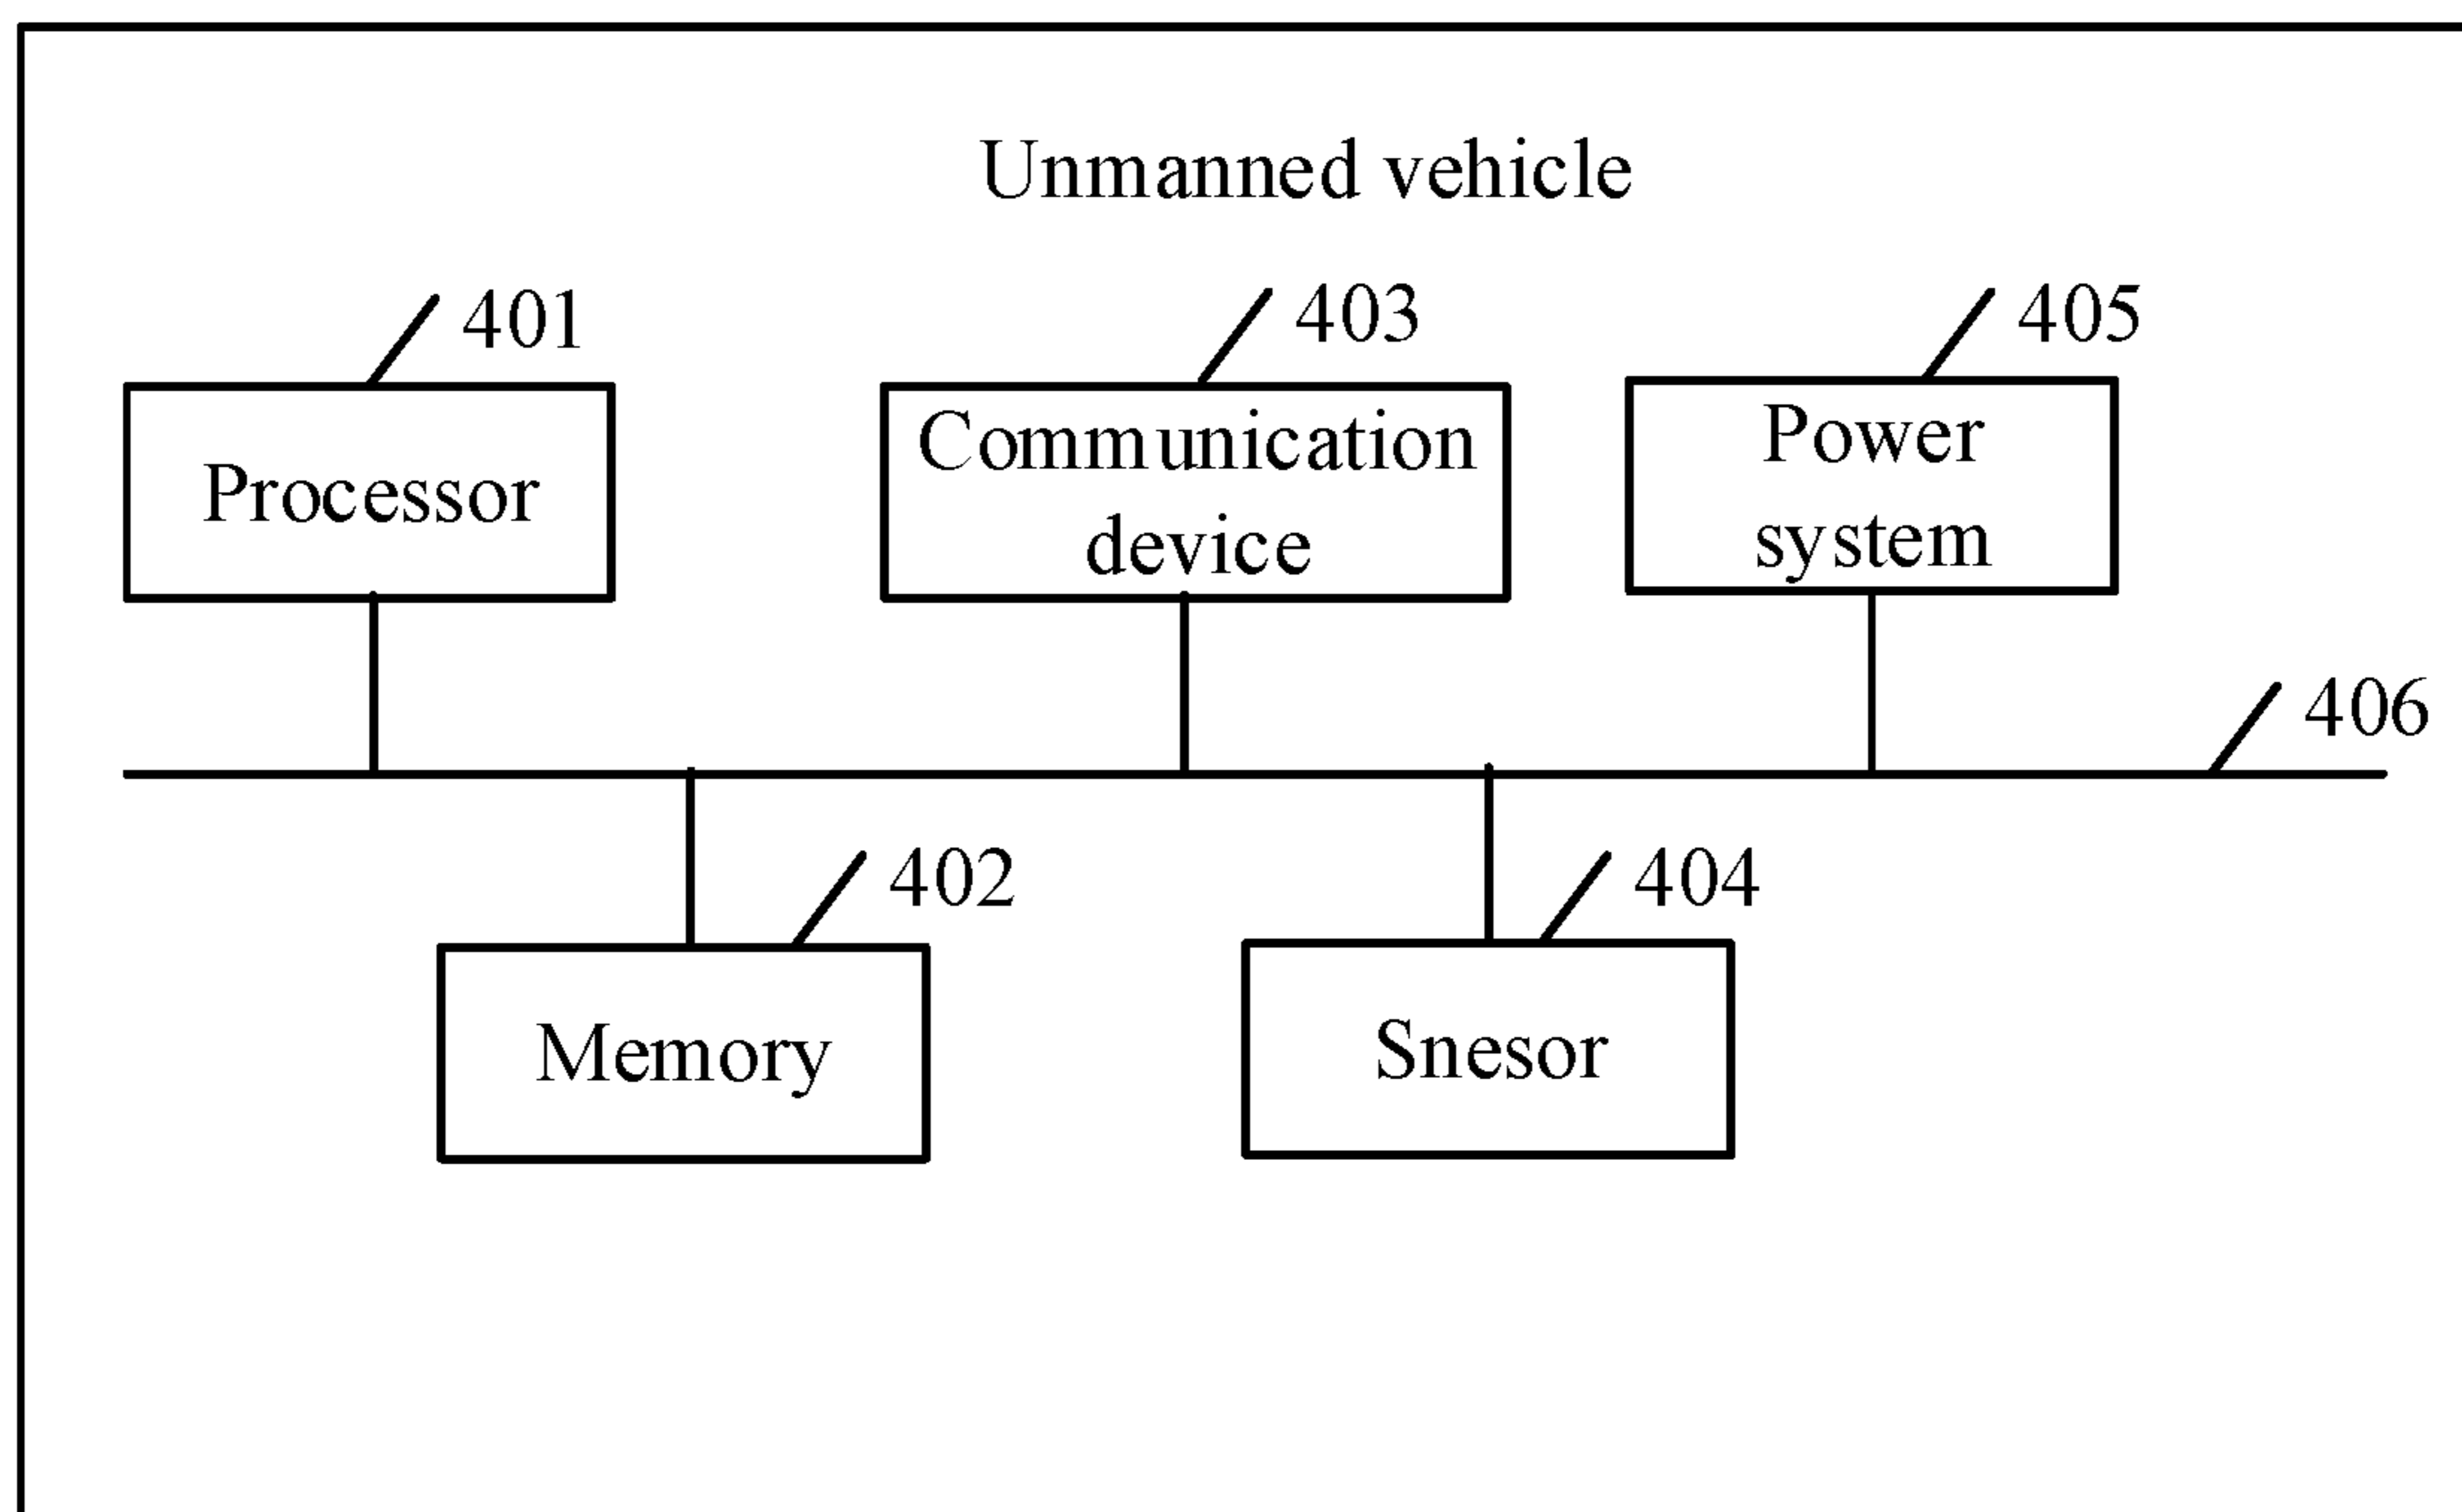 Unmanned vehicle
401
403
405
Processor
Communication
device
Power
system
406
402
404
Memory
Snesor